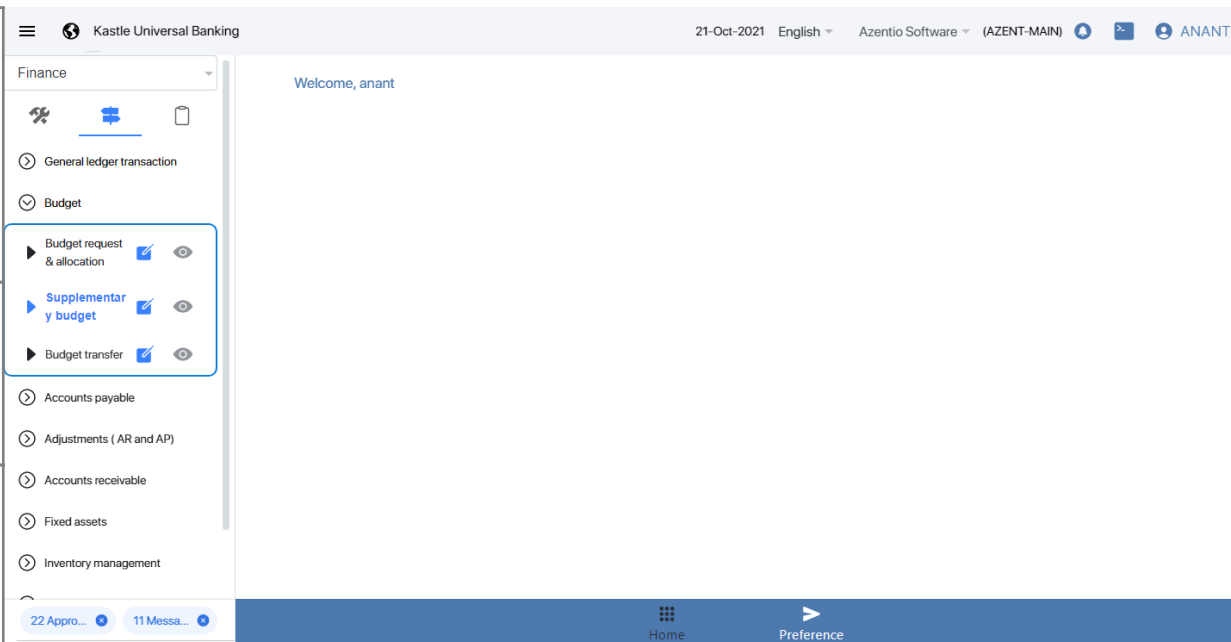 Kastle Universal Banking
21-Oct-2021 English Azentio Software (AZENT-MAIN) ANANT
Finance
Welcome, anant
General ledger transaction
Budget
Budget request
& allocation
Supplementar
y budget
Budget transfer
Accounts payable
Adjustments ( AR and AP)
Accounts receivable
Fixed assets
Inventory management
22 Appro... 11 Messa...
Home Preference